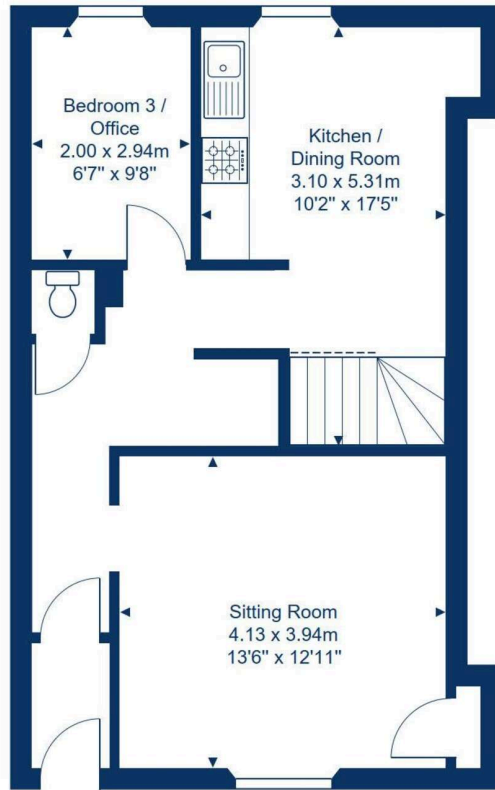 Bedroom 3 /
Office
2.00 x 2.94m
6'7" x 9'8"
Kitchen /
Dining Room
3.10 x 5.31m
10'2" x 17'5"
Sitting Room
4.13 x 3.94m
13'6" x 12'11"